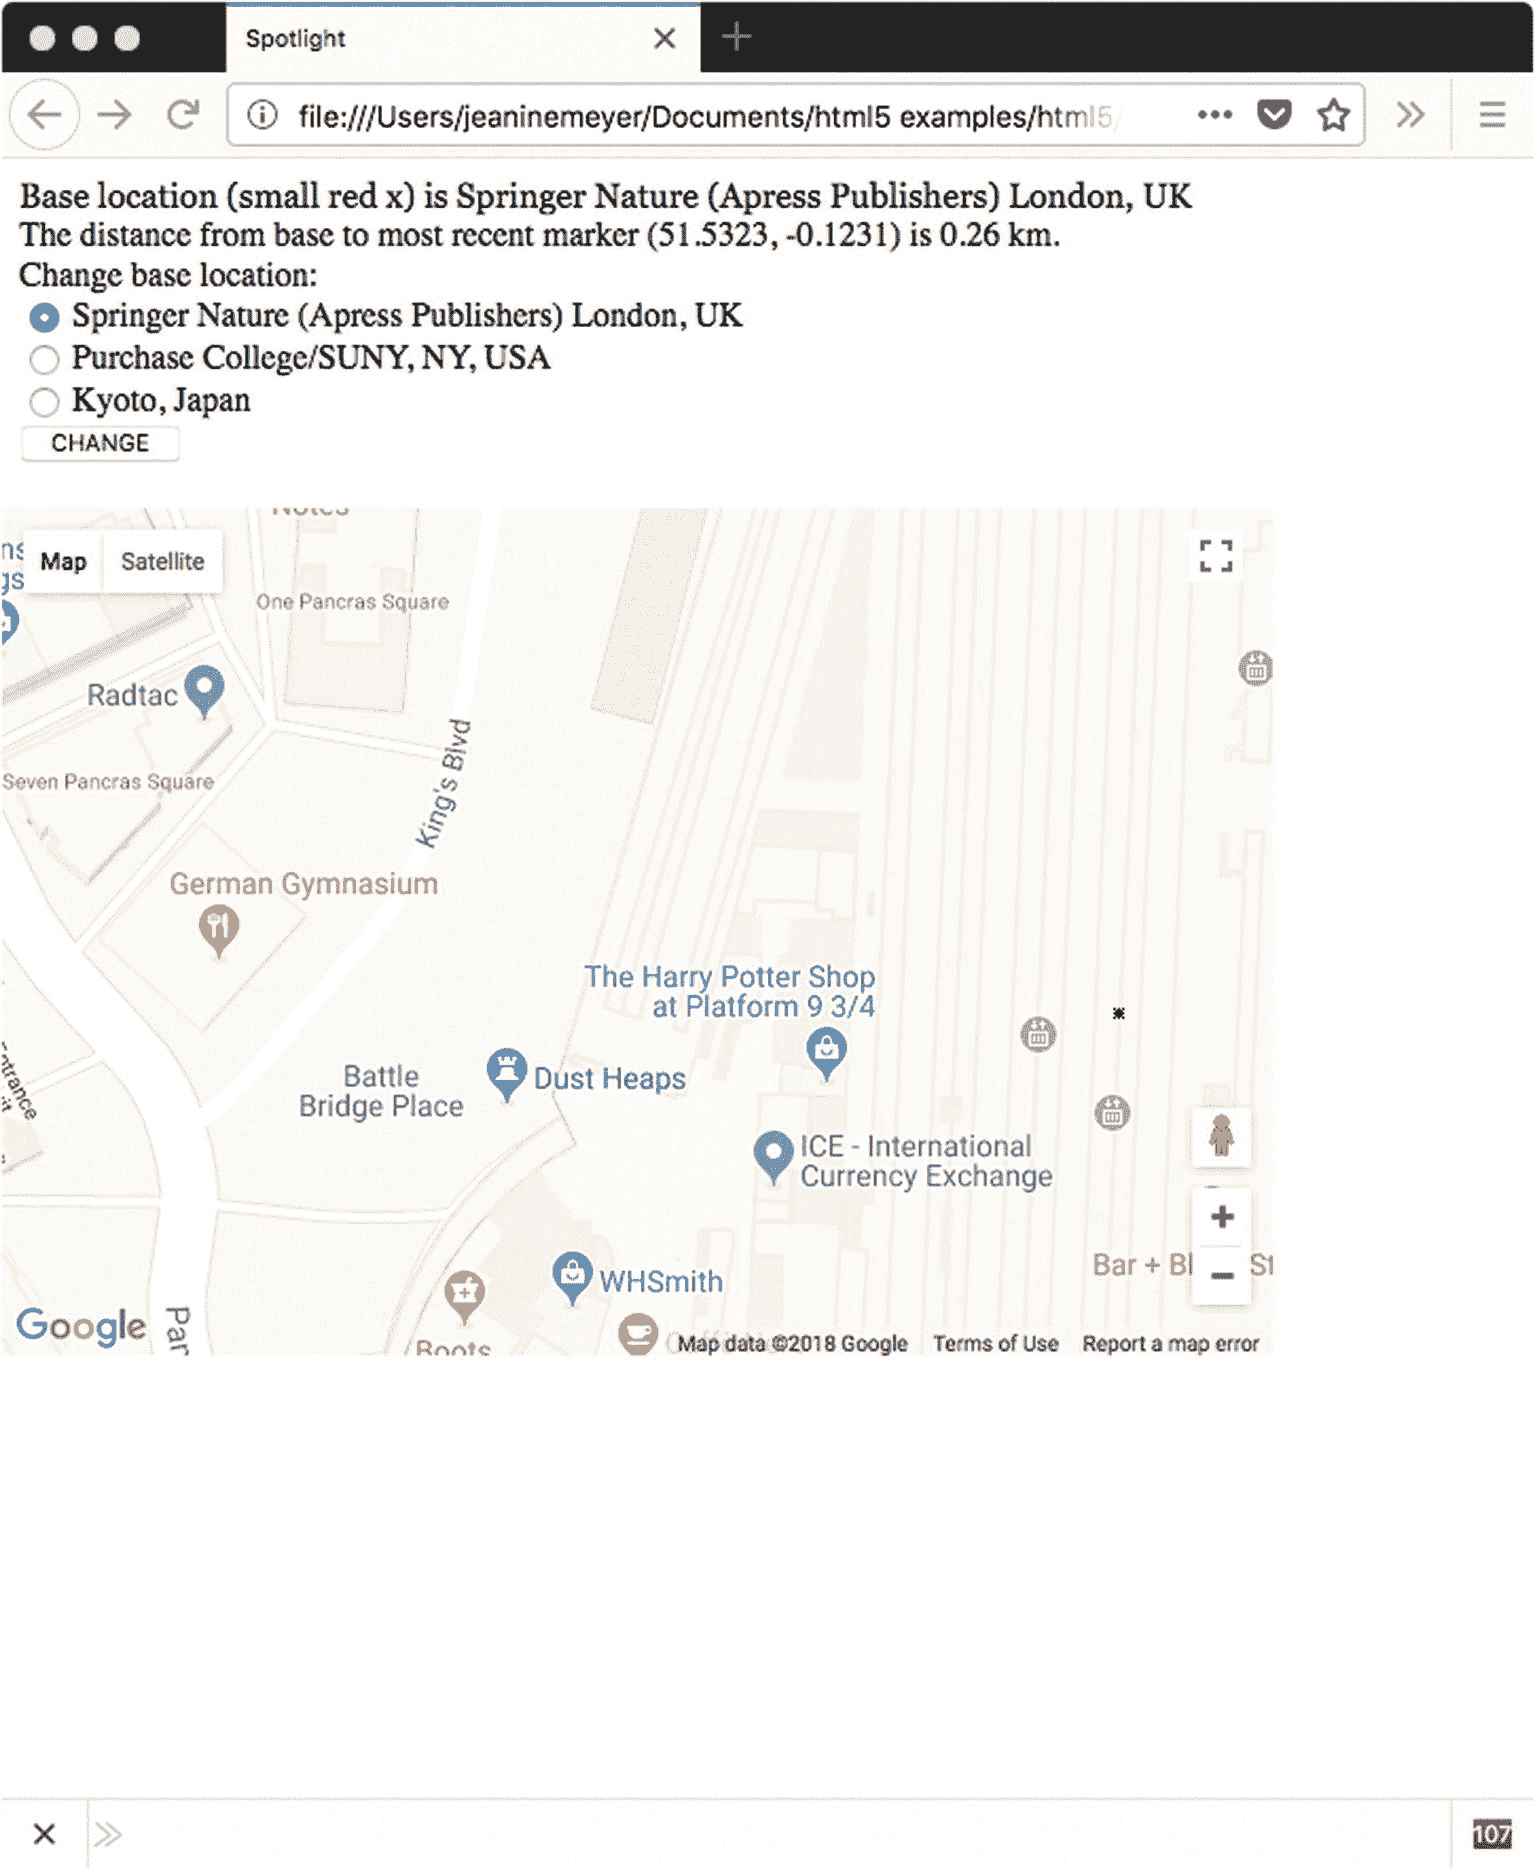 Spotlight
file:///Users/jeaninemeyer/Documents/html5 examples/html5/
Base location (small red x) is Springer Nature (Apress Publishers) London, UK
The distance from base to most recent marker (51.5323, -0.1231) is 0.26 km.
Change base location:
Springer Nature (Apress Publishers) London, UK
Purchase College/SUNY, NY, USA
Kyoto, Japan
CHANGE
Notes
Map Satellite
One Pancras Square
Radtac
King's Blvd
Seven Pancras Square
German Gymnasium
The Harry Potter Shop
at Platform 9 3/4
Battle
Bridge Place
Dust Heaps
ICE - International
Currency Exchange
WHSmith
Bar + Bl
St
Boots
Google
Par
Map data ©2018 Google Terms of Use Report a map error
107